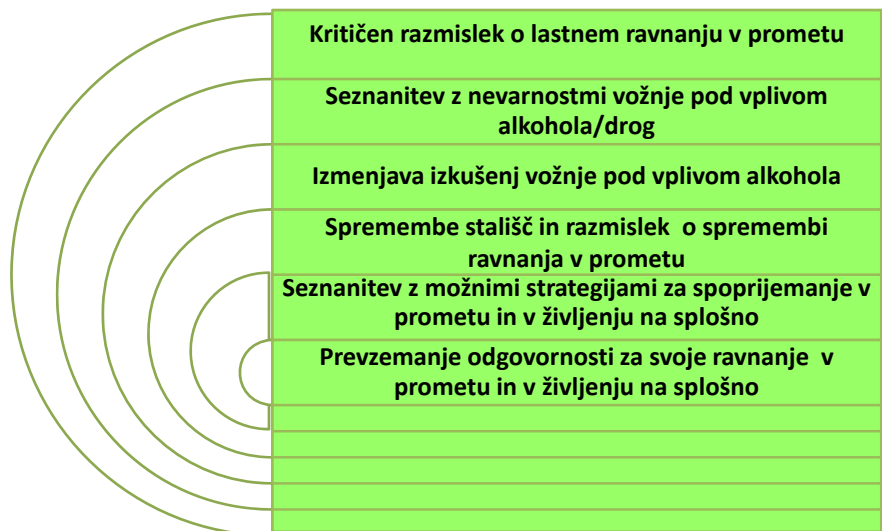 Kritičen razmislek o lastnem ravnanju v prometu
Seznanitev z nevarnostmi vožnje pod vplivom
alkohola/drog
Izmenjava izkušenj vožnje pod vplivom alkohola
Spremembe stališč in razmislek o spremembi
ravnanja v prometu
Seznanitev z možnimi strategijami za spoprijemanje v
prometu in v življenju na splošno
Prevzemanje odgovornosti za svoje ravnanje v
prometu in v življenju na splošno